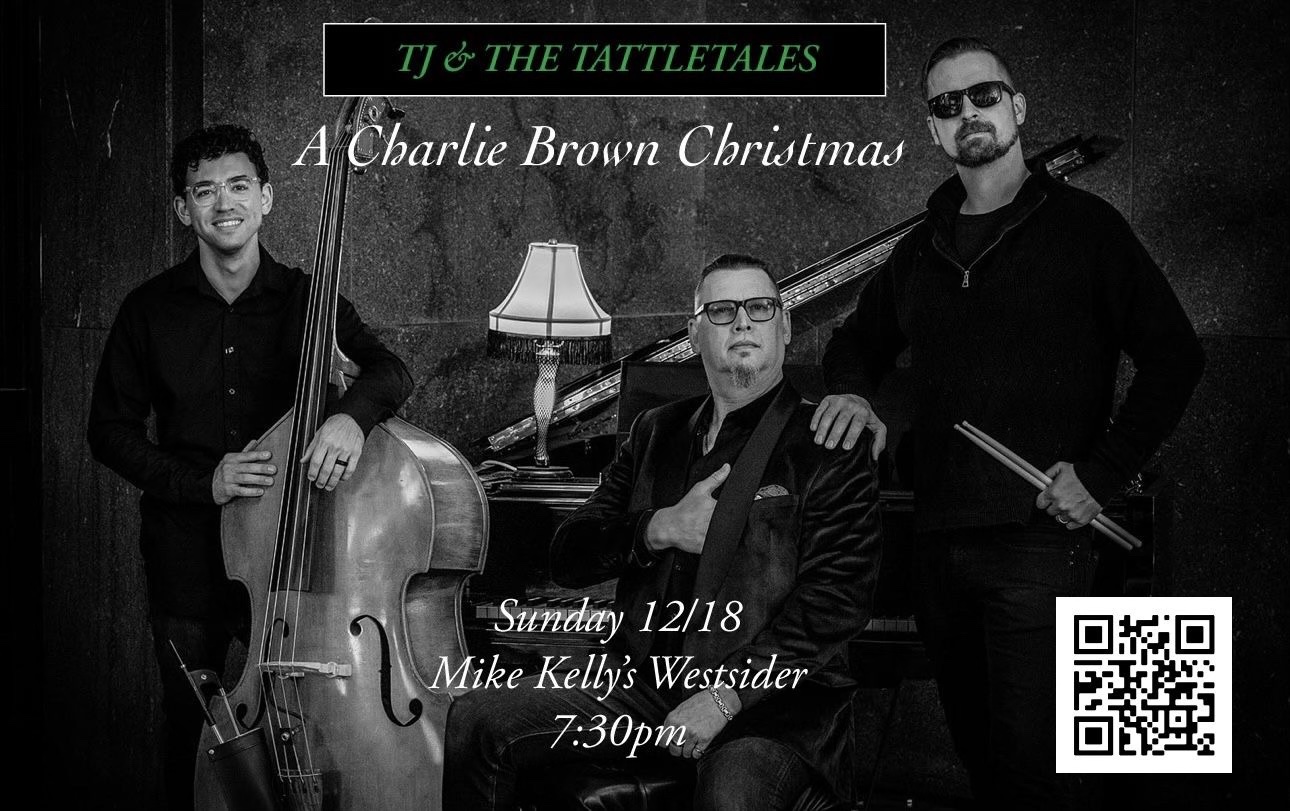 TJ & THE TATTLETALES
A Charlie Brown Christmas
Sunday 12/18
Mike Kelly's Westsider
7:30pm